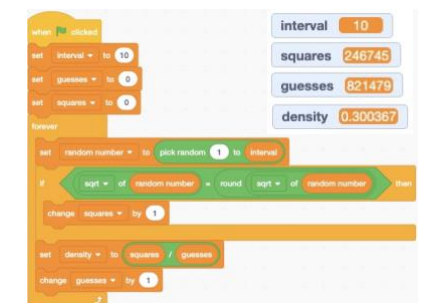 when clicked
set interval to 10
set guesses to 0
set squares to 0
forever
set random number to pick random 1 to interval
if sqrt of random number = round sqrt of random number then
change squares by 1
set density to squares / guesses
change guesses by 1
interval 10
squares 246745
guesses 821479
density 0.300367